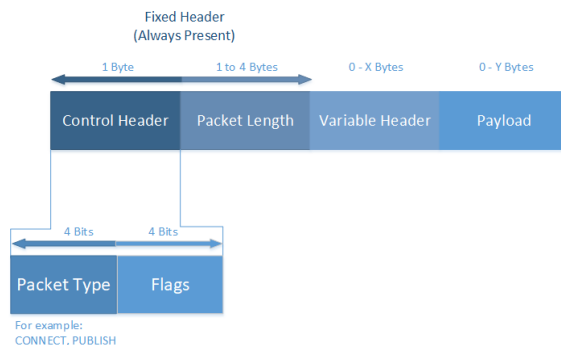 Fixed Header
(Always Present)
1 Byte
1 to 4 Bytes
0 - X Bytes
0 - Y Bytes
Control Header
Packet Length
Variable Header
Payload
4 Bits
4 Bits
Packet Type
Flags
For example:
CONNECT, PUBLISH